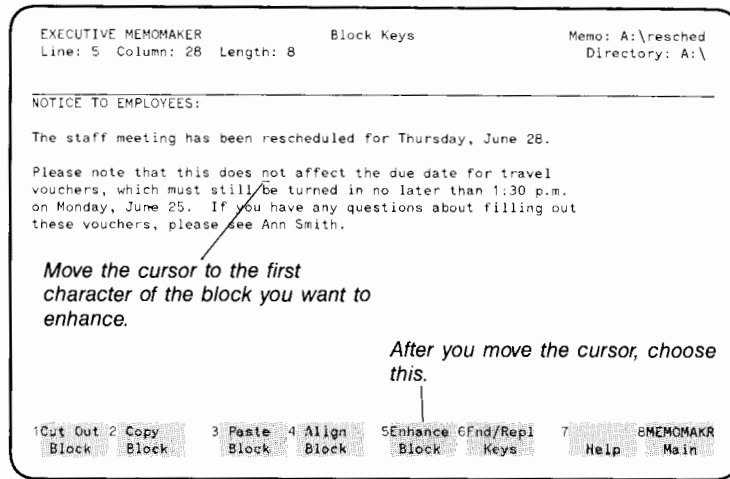 EXECUTIVE MEMOMAKER Block Keys Memo: A:\resched
Line: 5 Column: 28 Length: 8 Directory: A:\
NOTICE TO EMPLOYEES:
The staff meeting has been rescheduled for Thursday, June 28.
Please note that this does not affect the due date for travel
vouchers, which must still be turned in no later than 1:30 p.m.
on Monday, June 25. If you have any questions about filling out
these vouchers, please see Ann Smith.
Move the cursor to the first
character of the block you want to
enhance.
After you move the cursor, choose
this.
1Cut Out 2 Copy 3 Paste 4 Align 5Enhance 6Fnd/Repl 7 8MEMOMAKR
Block Block Block Block Block Keys Help Main